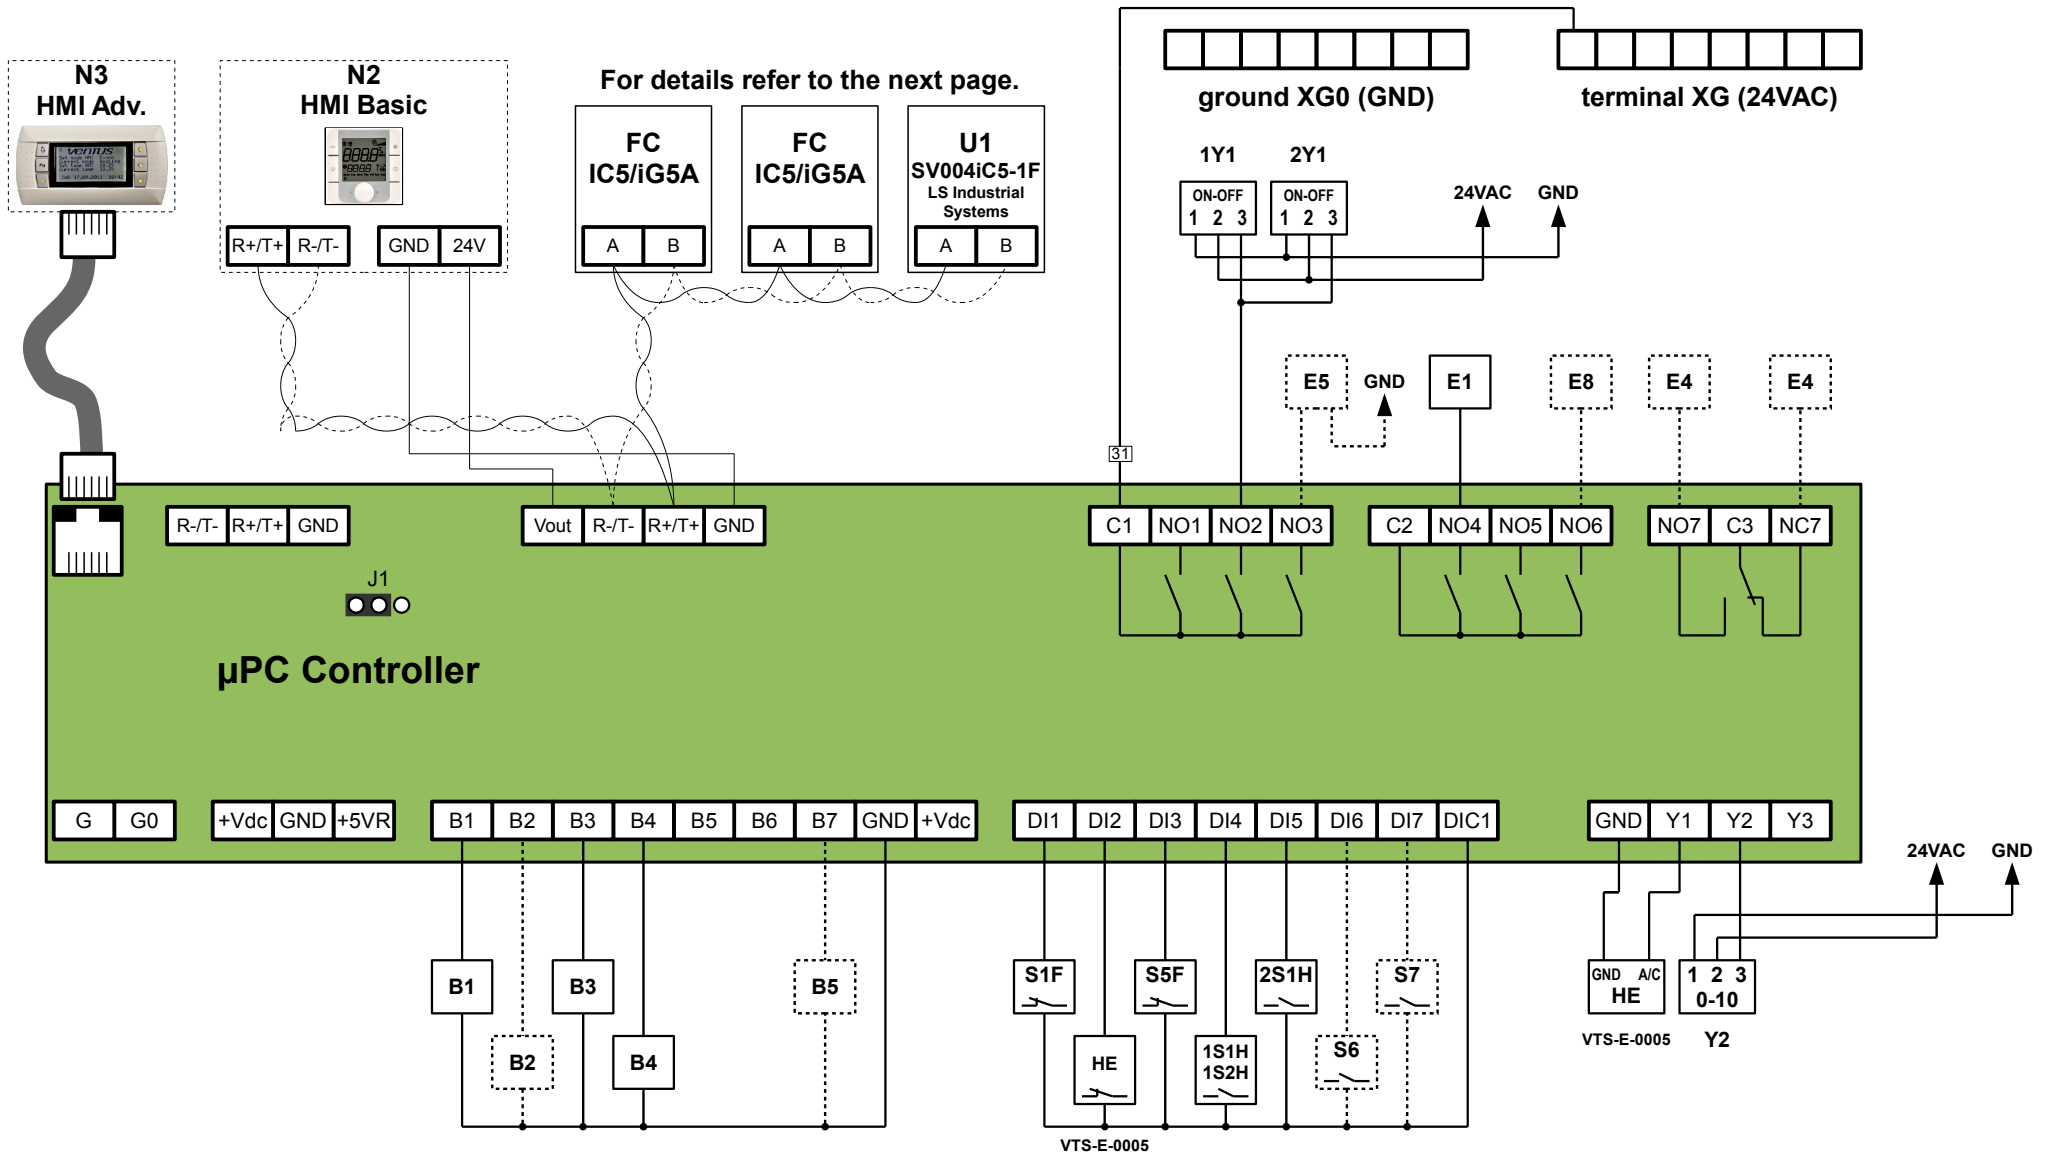 N3
HMI Adv.
VENTUS
N2
HMI Basic
For details refer to the next page.
FC
IC5/iG5A
FC
IC5/iG5A
U1
SV004iC5-1F
LS Industrial
Systems
ground XG0 (GND)
terminal XG (24VAC)
1Y1
2Y1
ON-OFF
1 2 3
ON-OFF
1 2 3
24VAC
GND
R+/T+
R-/T-
GND
24V
A
B
A
B
A
B
E5
GND
E1
E8
E4
E4
31
R-/T-
R+/T+
GND
Vout
R-/T-
R+/T+
GND
C1
NO1
NO2
NO3
C2
NO4
NO5
NO6
NO7
C3
NC7
J1
µPC Controller
G
G0
+Vdc
GND
+5VR
B1
B2
B3
B4
B5
B6
B7
GND
+Vdc
DI1
DI2
DI3
DI4
DI5
DI6
DI7
DIC1
GND
Y1
Y2
Y3
24VAC
GND
B1
B3
B5
S1F
S5F
2S1H
S7
GND A/C
HE
1 2 3
0-10
VTS-E-0005
Y2
B2
B4
HE
1S1H
1S2H
S6
VTS-E-0005